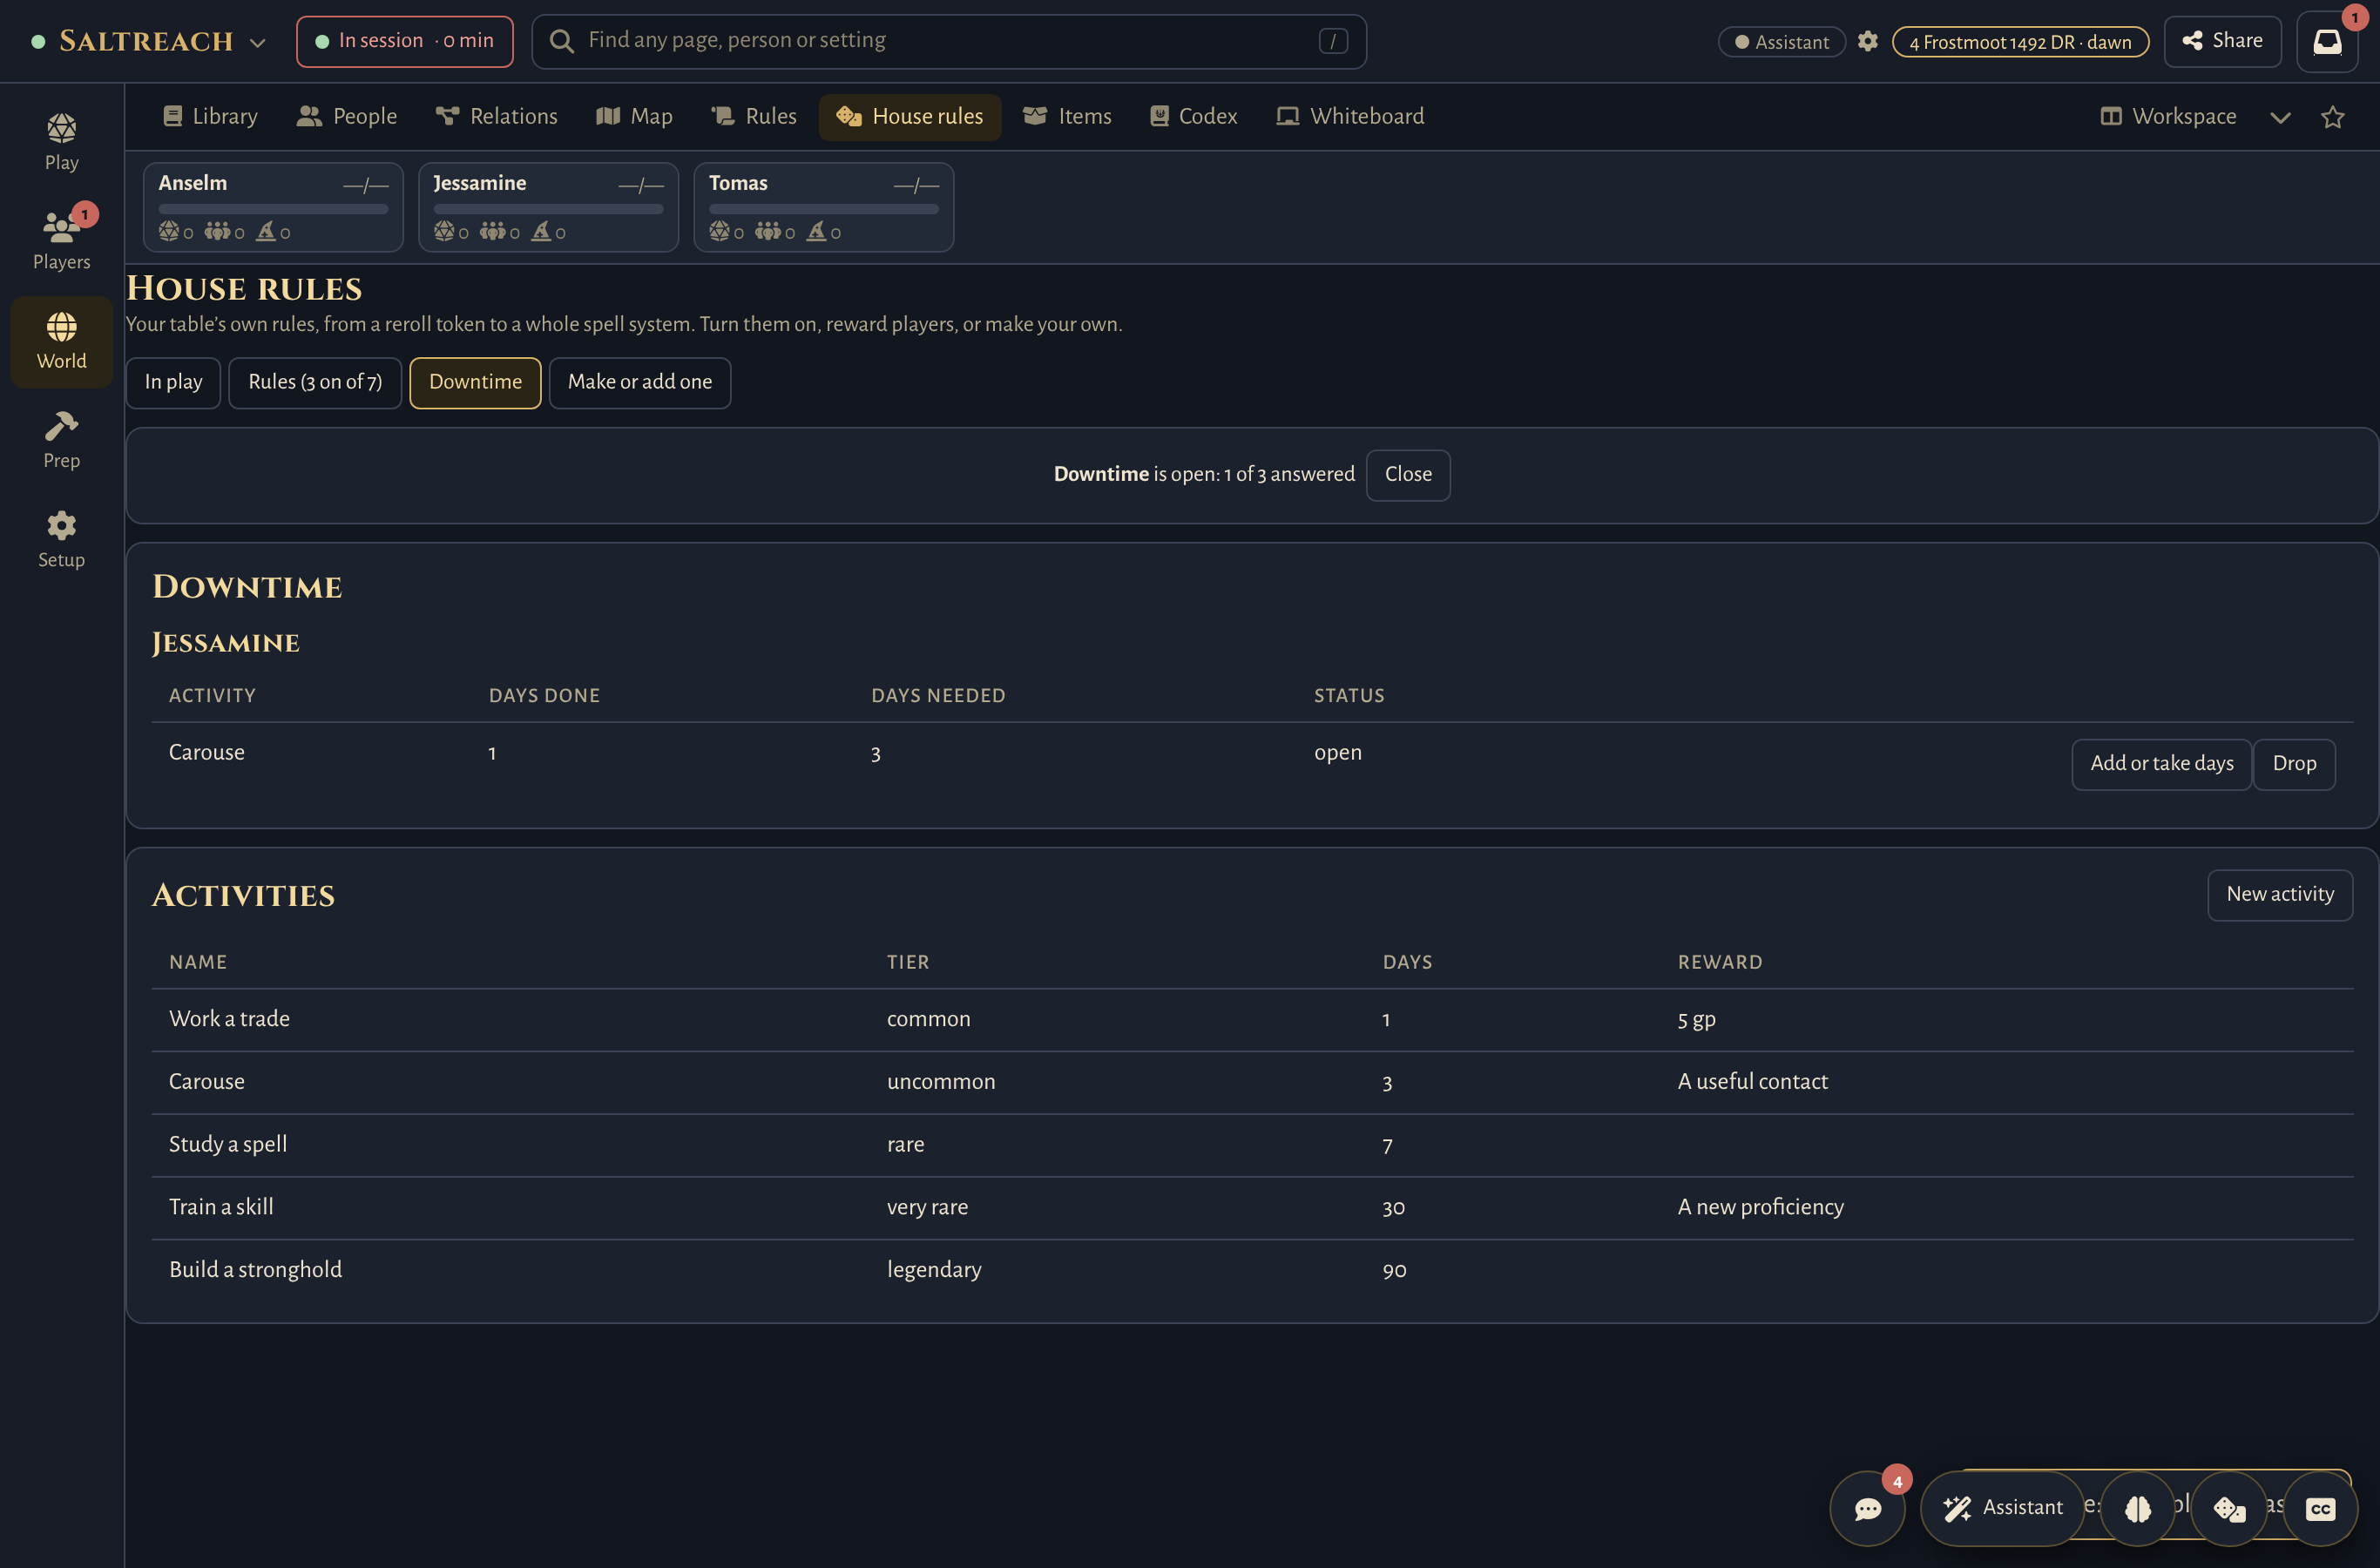 Saltreach
In session · 0 min
Find any page, person or setting
/
Assistant
4 Frostmoot 1492 DR · dawn
Share
1
Play
1
Players
World
Prep
Setup
Library
People
Relations
Map
Rules
House rules
Items
Codex
Whiteboard
Workspace
Anselm —/—
0 0 0
Jessamine —/—
0 0 0
Tomas —/—
0 0 0
House rules
Your table’s own rules, from a reroll token to a whole spell system. Turn them on, reward players, or make your own.
In play
Rules (3 on of 7)
Downtime
Make or add one
Downtime is open: 1 of 3 answered
Close
Downtime
Jessamine
ACTIVITY DAYS DONE DAYS NEEDED STATUS
Carouse 1 3 open
Add or take days
Drop
Activities
New activity
NAME TIER DAYS REWARD
Work a trade common 1 5 gp
Carouse uncommon 3 A useful contact
Study a spell rare 7
Train a skill very rare 30 A new proficiency
Build a stronghold legendary 90
4
Assistant
CC